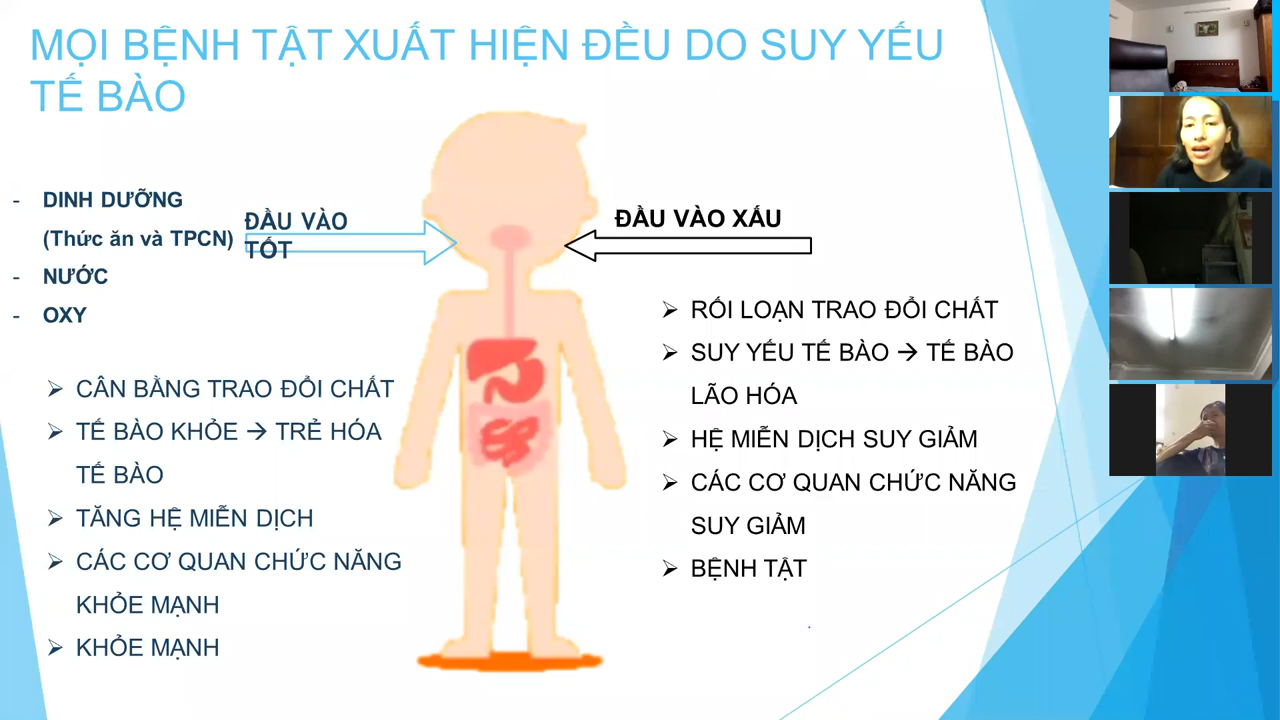 MỌI BỆNH TẬT XUẤT HIỆN ĐỀU DO SUY YẾU
TẾ BÀO
- DINH DƯỠNG
(Thức ăn và TPCN)
- NƯỚC
- OXY
ĐẦU VÀO
TỐT
➢ CÂN BẰNG TRAO ĐỔI CHẤT
➢ TẾ BÀO KHỎE → TRẺ HÓA
TẾ BÀO
➢ TĂNG HỆ MIỄN DỊCH
➢ CÁC CƠ QUAN CHỨC NĂNG
KHỎE MẠNH
➢ KHỎE MẠNH
ĐẦU VÀO XẤU
➢ RỐI LOẠN TRAO ĐỔI CHẤT
➢ SUY YẾU TẾ BÀO → TẾ BÀO
LÃO HÓA
➢ HỆ MIỄN DỊCH SUY GIẢM
➢ CÁC CƠ QUAN CHỨC NĂNG
SUY GIẢM
➢ BỆNH TẬT